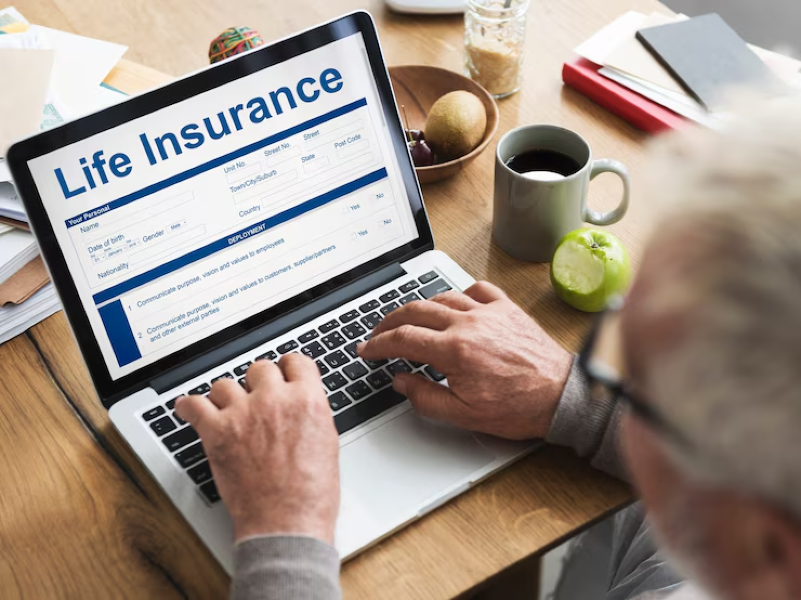 Life Insurance
Your Personal
Name
Unit No.
Street No.
Street
Town/City/Suburb
State
Post Code
Date of birth
Gender
Male
Country
Nationality
DEPLOYMENT
Yes
No
1 Communicate purpose, vision and values to employees
Yes
No
2 Communicate purpose, vision and values to customers, supplier/partners
and other external parties